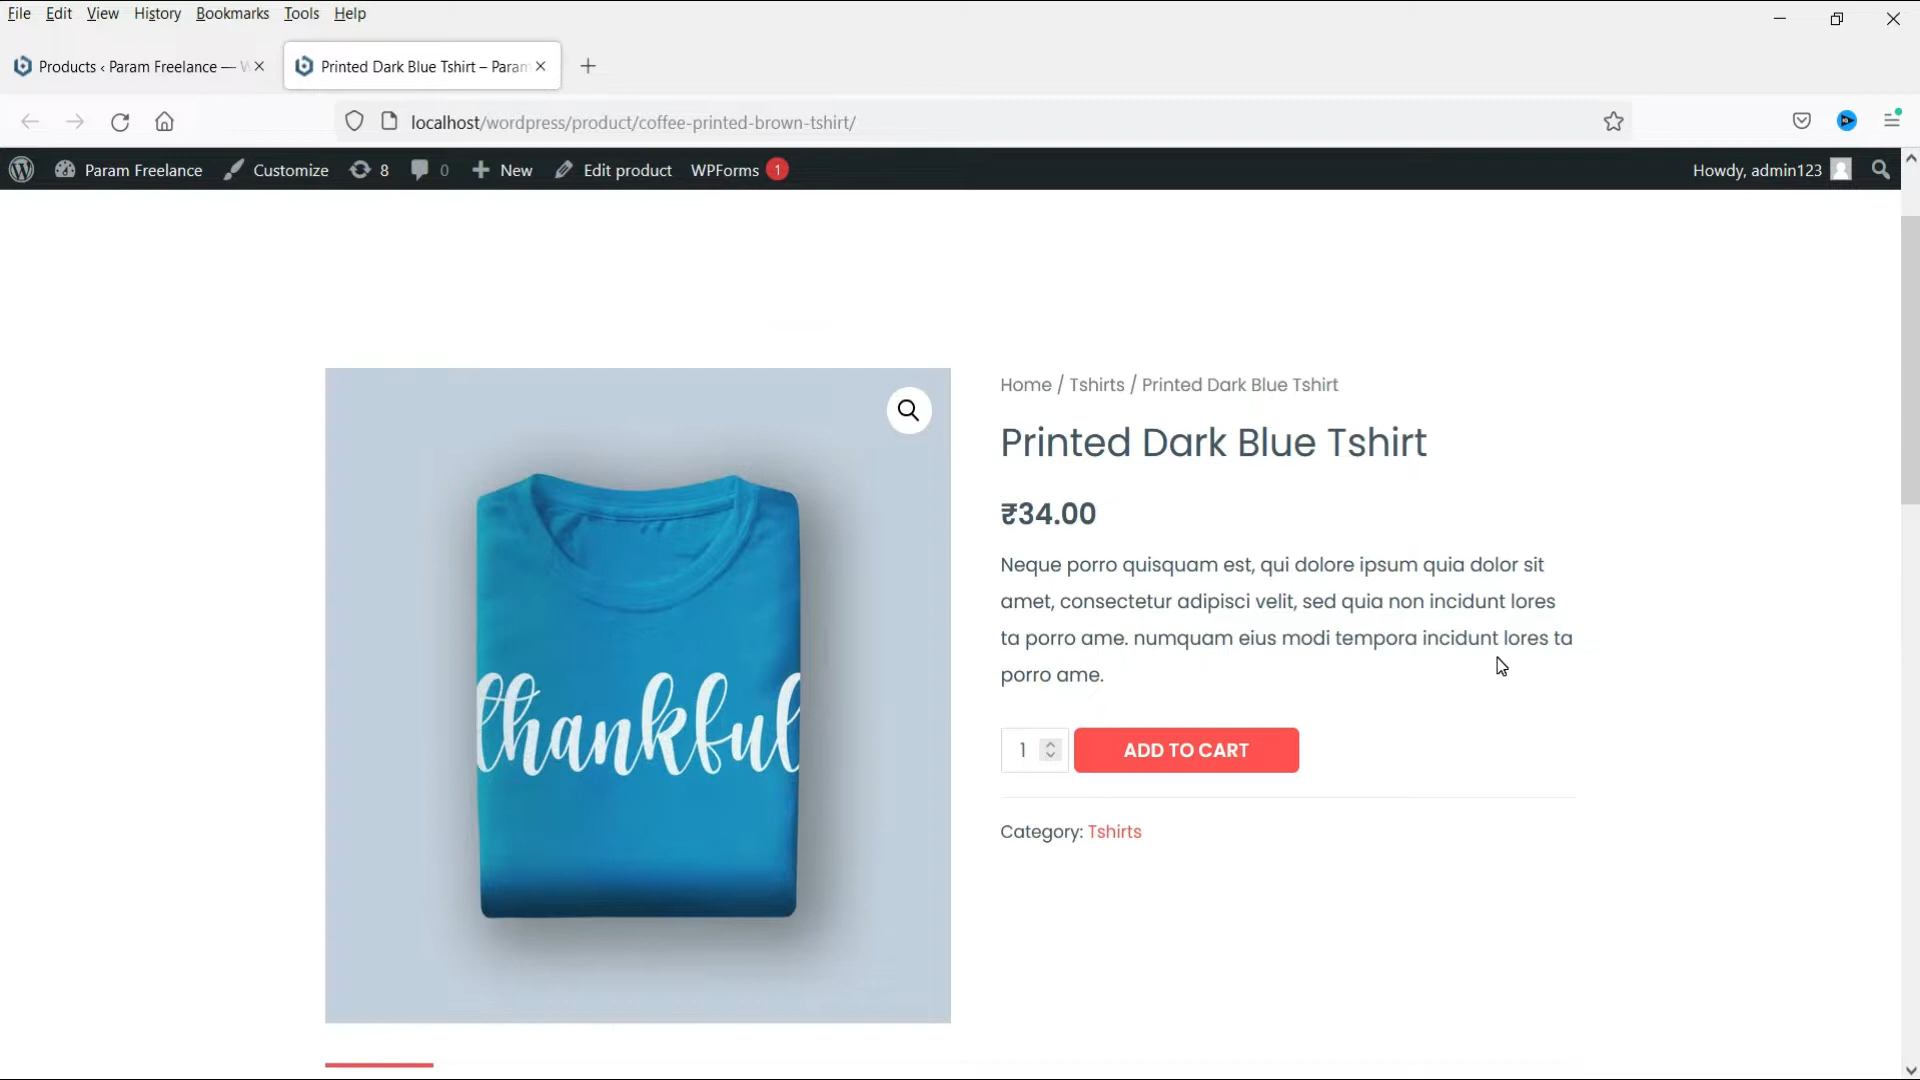 File Edit View History Bookmarks Tools Help
Products ‹ Param Freelance —
Printed Dark Blue Tshirt – Param
localhost/wordpress/product/coffee-printed-brown-tshirt/
Param Freelance Customize 8 0 New Edit product WPForms 1 Howdy, admin123
Home / Tshirts / Printed Dark Blue Tshirt
Printed Dark Blue Tshirt
₹34.00
Neque porro quisquam est, qui dolore ipsum quia dolor sit
amet, consectetur adipisci velit, sed quia non incidunt lores
ta porro ame. numquam eius modi tempora incidunt lores ta
porro ame.
thankful
1 ADD TO CART
Category: Tshirts